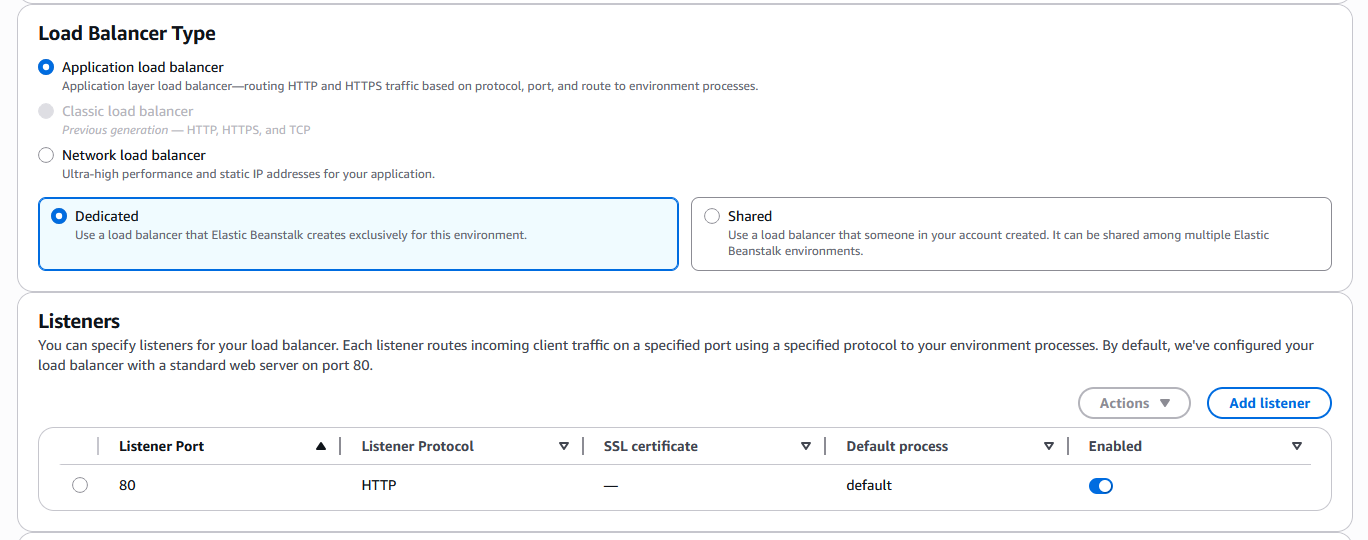 Load Balancer Type
Application load balancer
Application layer load balancer—routing HTTP and HTTPS traffic based on protocol, port, and route to environment processes.
Classic load balancer
Previous generation — HTTP, HTTPS, and TCP
Network load balancer
Ultra-high performance and static IP addresses for your application.
Dedicated
Use a load balancer that Elastic Beanstalk creates exclusively for this environment.
Shared
Use a load balancer that someone in your account created. It can be shared among multiple Elastic
Beanstalk environments.
Listeners
You can specify listeners for your load balancer. Each listener routes incoming client traffic on a specified port using a specified protocol to your environment processes. By default, we've configured your
load balancer with a standard web server on port 80.
Actions Add listener
Listener Port Listener Protocol SSL certificate Default process Enabled
80 HTTP — default